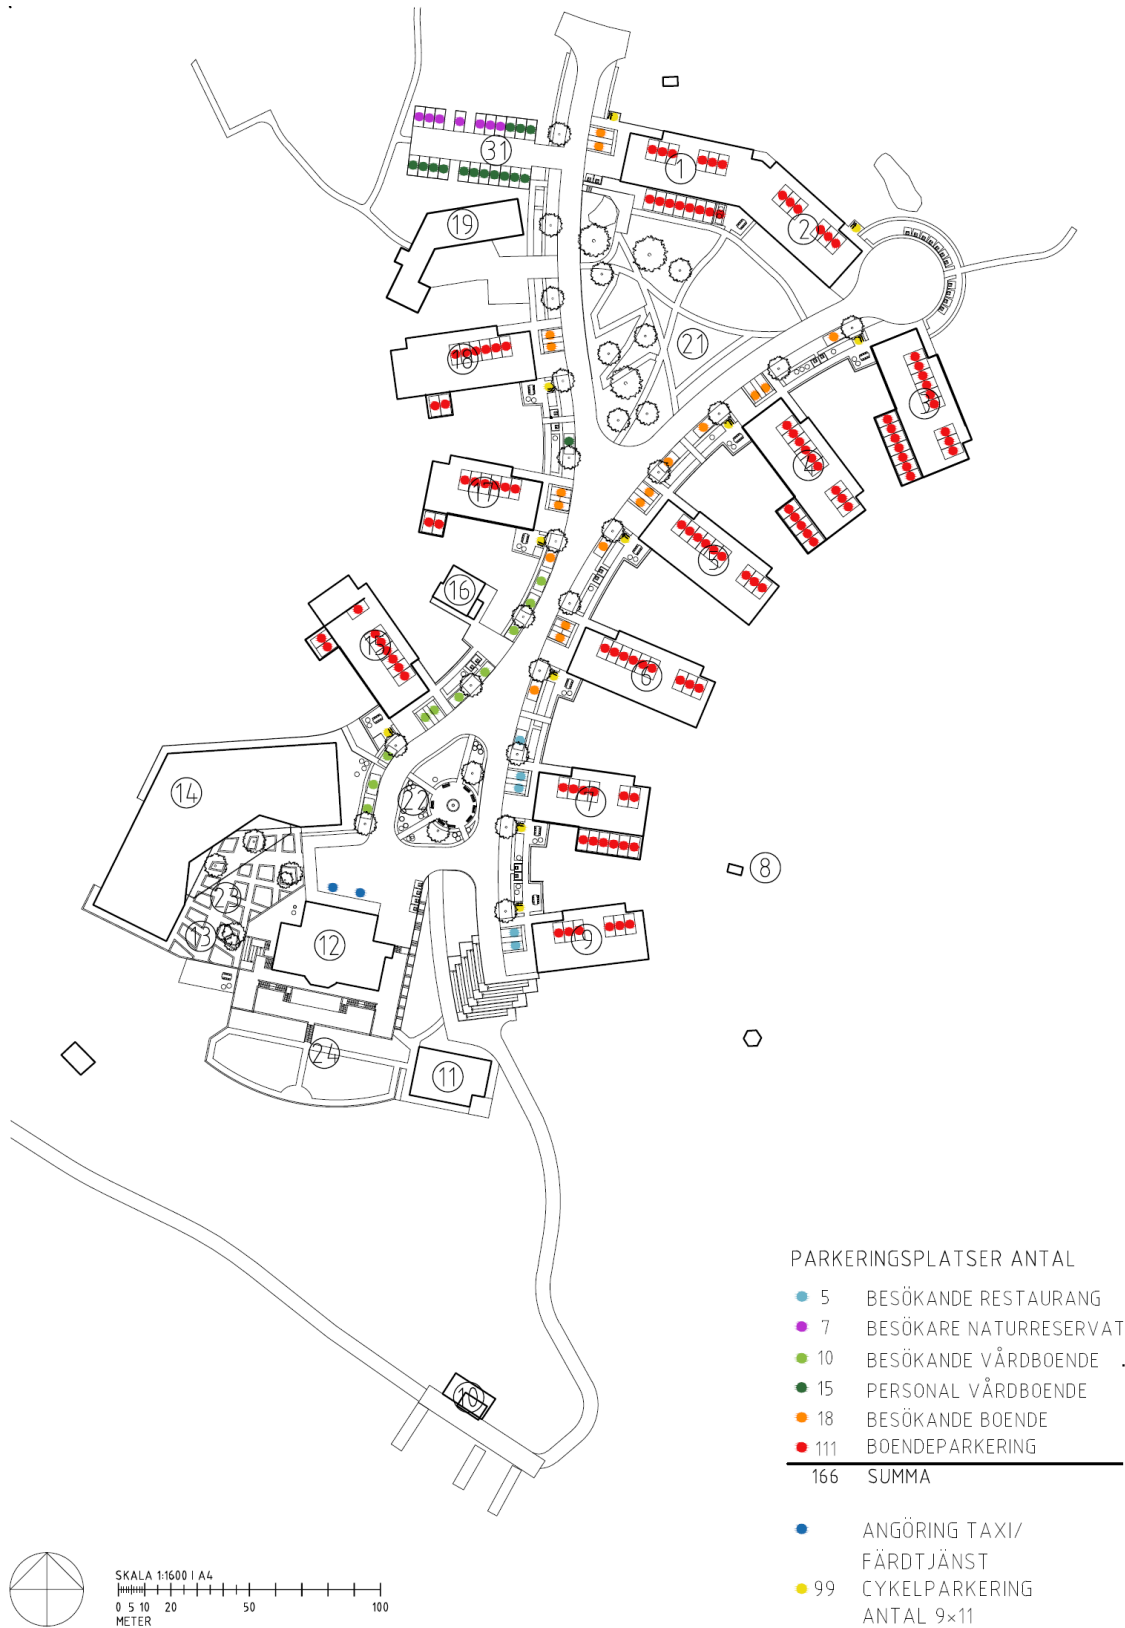 31
1
2
19
21
18
3
4
17
5
16
15
6
14
7
22
8
23
13
12
9
24
11
10
PARKERINGSPLATSER ANTAL
5 BESÖKANDE RESTAURANG
7 BESÖKARE NATURRESERVAT
10 BESÖKANDE VÅRDBOENDE
15 PERSONAL VÅRDBOENDE
18 BESÖKANDE BOENDE
111 BOENDEPARKERING
166 SUMMA
ANGÖRING TAXI/
FÄRDTJÄNST
99 CYKELPARKERING
ANTAL 9x11
SKALA 1:1600 I A4
0 5 10 20 50 100
METER